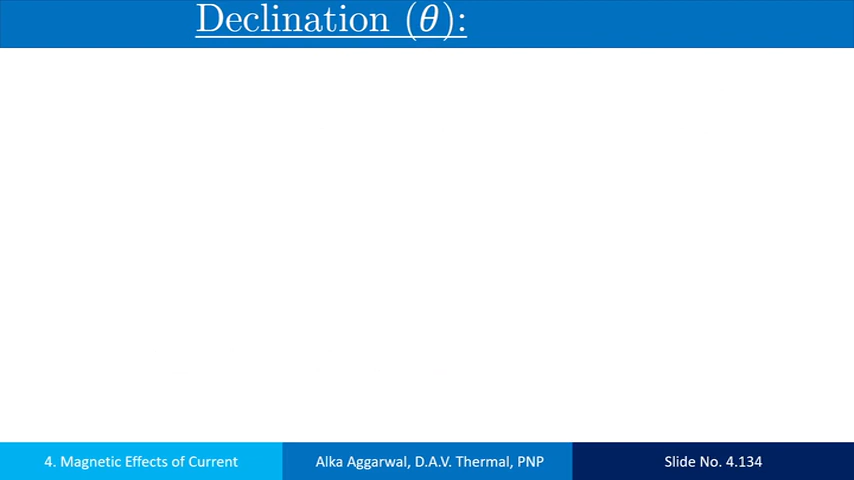 Declination (θ):
4. Magnetic Effects of Current
Alka Aggarwal, D.A.V. Thermal, PNP
Slide No. 4.134